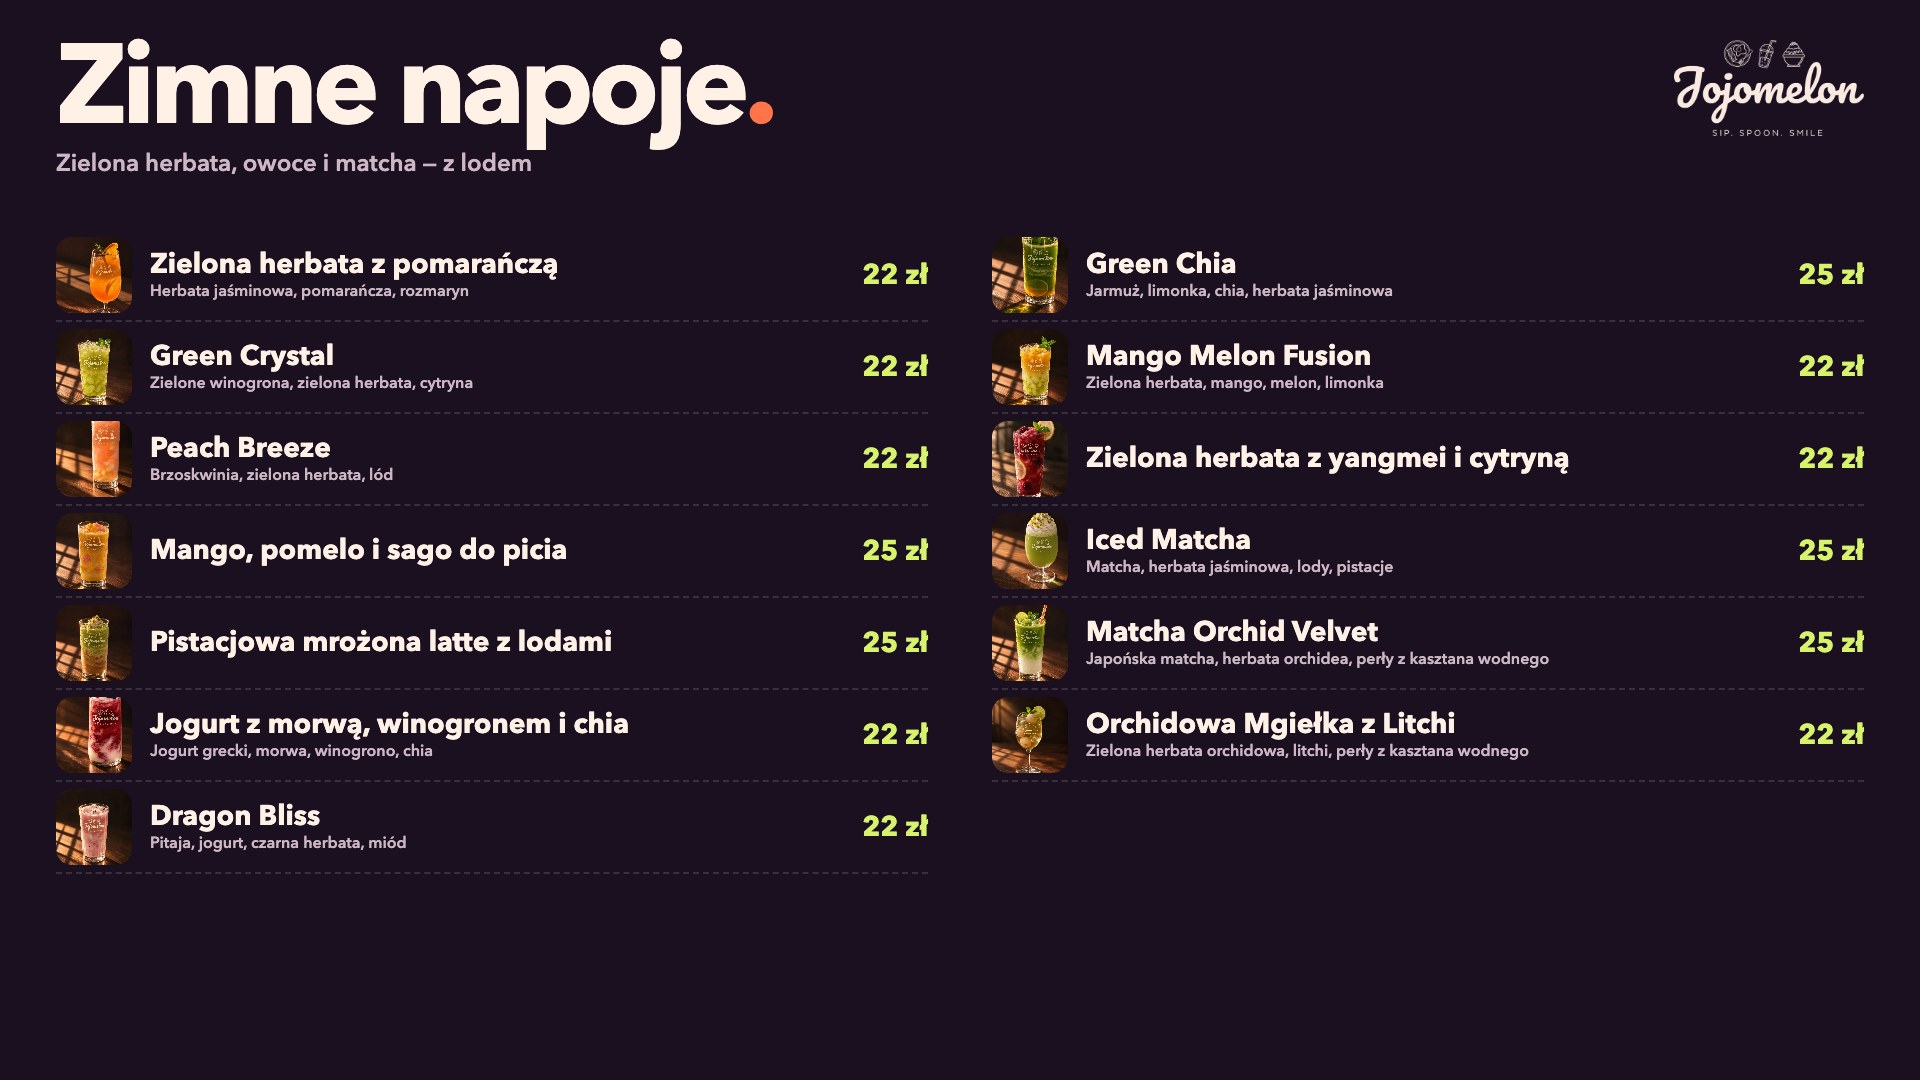 Zimne napoje.
Zielona herbata, owoce i matcha – z lodem
Jojomelon
SIP. SPOON. SMILE
Zielona herbata z pomarańczą
Herbata jaśminowa, pomarańcza, rozmaryn
22 zł
Green Crystal
Zielone winogrona, zielona herbata, cytryna
22 zł
Peach Breeze
Brzoskwinia, zielona herbata, lód
22 zł
Mango, pomelo i sago do picia
25 zł
Pistacjowa mrożona latte z lodami
25 zł
Jogurt z morwą, winogronem i chia
Jogurt grecki, morwa, winogrono, chia
22 zł
Dragon Bliss
Pitaja, jogurt, czarna herbata, miód
22 zł
Green Chia
Jarmuż, limonka, chia, herbata jaśminowa
25 zł
Mango Melon Fusion
Zielona herbata, mango, melon, limonka
22 zł
Zielona herbata z yangmei i cytryną
22 zł
Iced Matcha
Matcha, herbata jaśminowa, lody, pistacje
25 zł
Matcha Orchid Velvet
Japońska matcha, herbata orchidea, perły z kasztana wodnego
25 zł
Orchidowa Mgiełka z Litchi
Zielona herbata orchidowa, litchi, perły z kasztana wodnego
22 zł